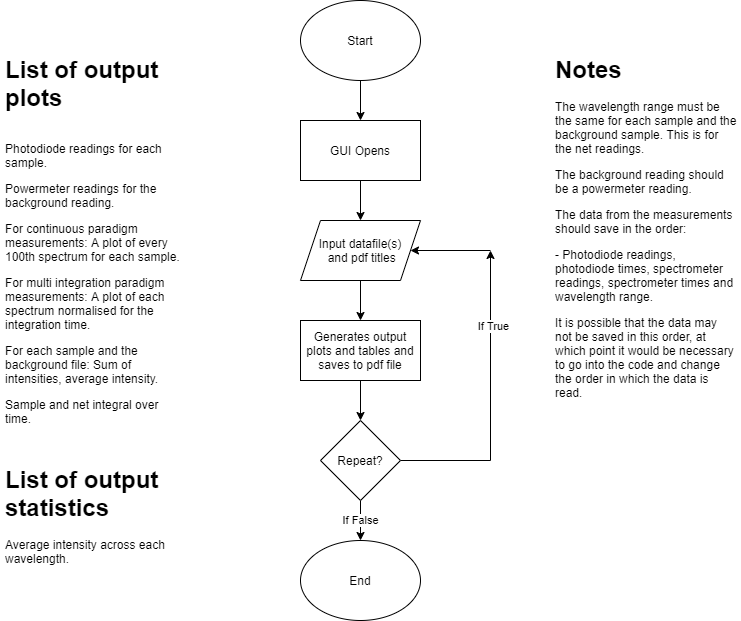 List of output
plots
Photodiode readings for each
sample.
Powermeter readings for the
background reading.
For continuous paradigm
measurements: A plot of every
100th spectrum for each sample.
For multi integration paradigm
measurements: A plot of each
spectrum normalised for the
integration time.
For each sample and the
background file: Sum of
intensities, average intensity.
Sample and net integral over
time.
List of output
statistics
Average intensity across each
wavelength.
Start
GUI Opens
Input datafile(s)
and pdf titles
Generates output
plots and tables and
saves to pdf file
Repeat?
If True
If False
End
Notes
The wavelength range must be
the same for each sample and the
background sample. This is for
the net readings.
The background reading should
be a powermeter reading.
The data from the measurements
should save in the order:
- Photodiode readings,
photodiode times, spectrometer
readings, spectrometer times and
wavelength range.
It is possible that the data may
not be saved in this order, at
which point it would be necessary
to go into the code and change
the order in which the data is
read.